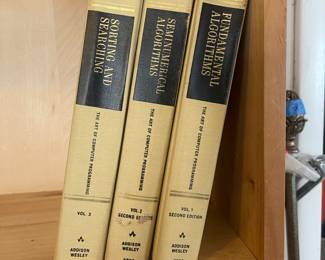 SORTING AND
SEARCHING
THE ART OF COMPUTER PROGRAMMING
VOL. 3
ADDISON
WESLEY
SEMINUMERICAL
ALGORITHMS
THE ART OF COMPUTER PROGRAMMING
VOL. 2
SECOND EDITION
ADDISON
WESLEY
FUNDAMENTAL
ALGORITHMS
THE ART OF COMPUTER PROGRAMMING
VOL. 1
SECOND EDITION
ADDISON
WESLEY